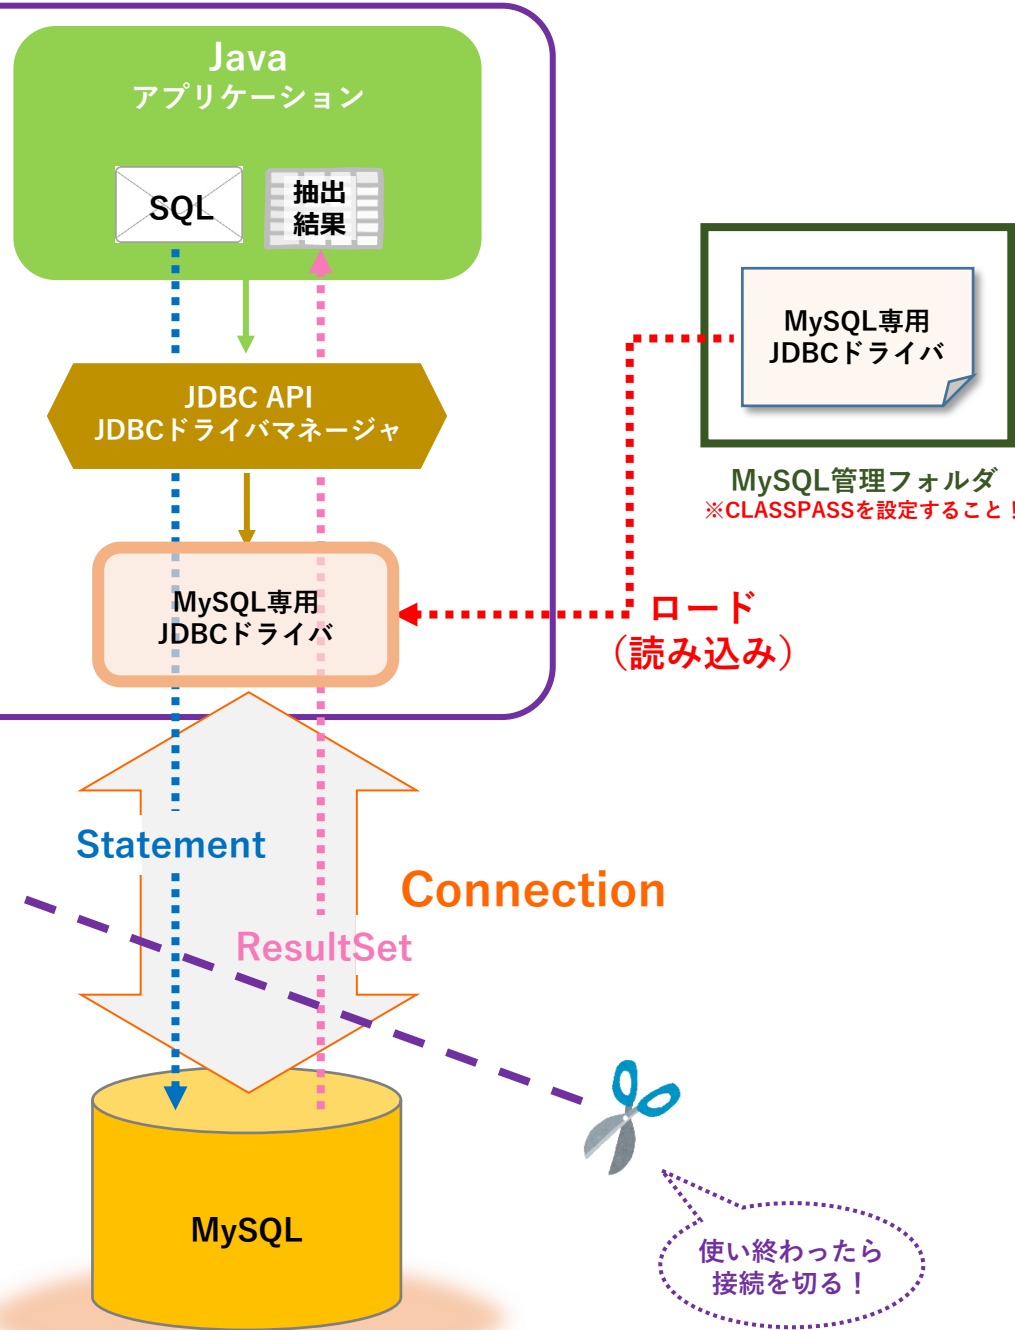 Java
アプリケーション
SQL
抽出
結果
MySQL専用
JDBCドライバ
JDBC API
JDBCドライバマネージャ
MySQL管理フォルダ
※CLASSPASSを設定すること！
MySQL専用
JDBCドライバ
ロード
（読み込み）
Statement
Connection
ResultSet
MySQL
使い終わったら
接続を切る！